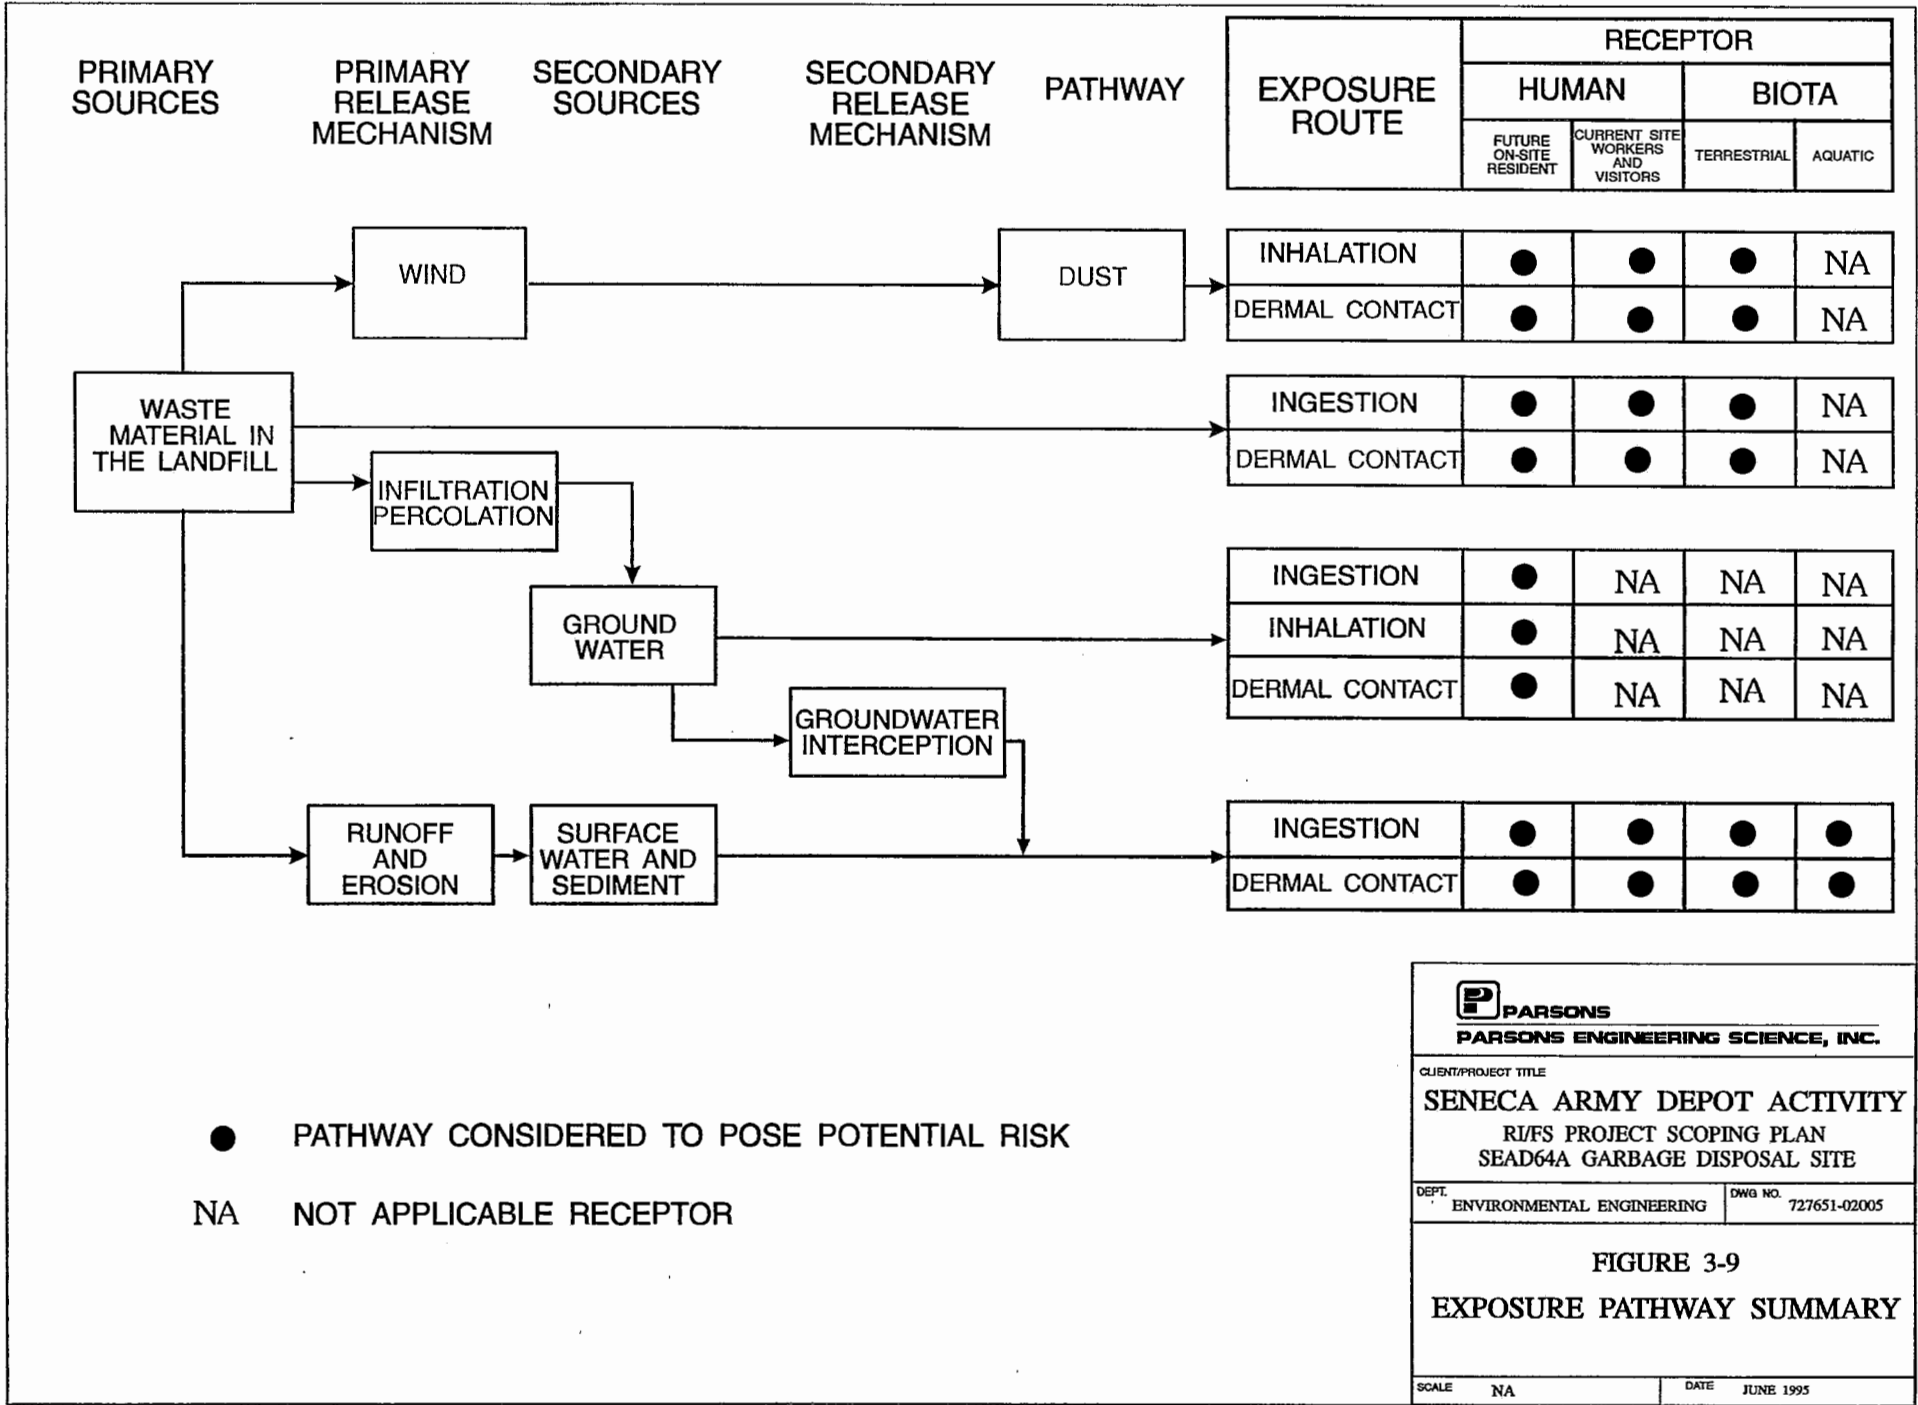 PRIMARY
SOURCES
PRIMARY
RELEASE
MECHANISM
SECONDARY
SOURCES
SECONDARY
RELEASE
MECHANISM
PATHWAY
EXPOSURE
ROUTE
RECEPTOR
HUMAN
BIOTA
FUTURE
ON-SITE
RESIDENT
CURRENT SITE
WORKERS
AND
VISITORS
TERRESTRIAL
AQUATIC
WIND
DUST
INHALATION ● ● ● NA
DERMAL CONTACT ● ● ● NA
WASTE
MATERIAL IN
THE LANDFILL
INGESTION ● ● ● NA
DERMAL CONTACT ● ● ● NA
INFILTRATION
PERCOLATION
GROUND
WATER
INGESTION ● NA NA NA
INHALATION ● NA NA NA
DERMAL CONTACT ● NA NA NA
GROUNDWATER
INTERCEPTION
RUNOFF
AND
EROSION
SURFACE
WATER AND
SEDIMENT
INGESTION ● ● ● ●
DERMAL CONTACT ● ● ● ●
● PATHWAY CONSIDERED TO POSE POTENTIAL RISK
NA NOT APPLICABLE RECEPTOR
P PARSONS
PARSONS ENGINEERING SCIENCE, INC.
CLIENT/PROJECT TITLE
SENECA ARMY DEPOT ACTIVITY
RI/FS PROJECT SCOPING PLAN
SEAD64A GARBAGE DISPOSAL SITE
DEPT. ENVIRONMENTAL ENGINEERING
DWG NO. 727651-02005
FIGURE 3-9
EXPOSURE PATHWAY SUMMARY
SCALE NA
DATE JUNE 1995